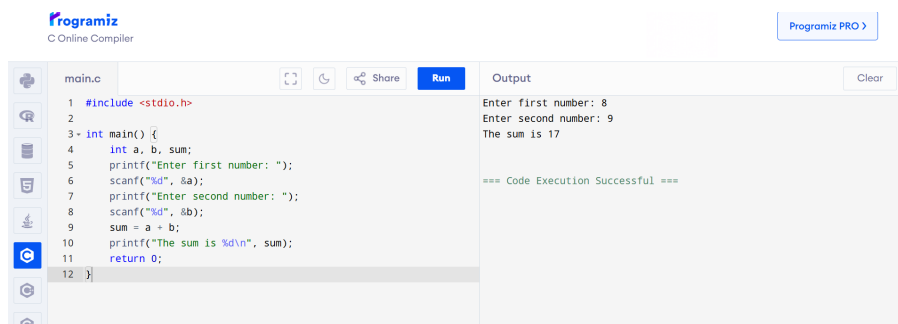 Programiz
C Online Compiler
Programiz PRO >
main.c
Share
Run
Output
Clear
1 #include <stdio.h>
2
3 int main() {
4     int a, b, sum;
5     printf("Enter first number: ");
6     scanf("%d", &a);
7     printf("Enter second number: ");
8     scanf("%d", &b);
9     sum = a + b;
10     printf("The sum is %d\n", sum);
11     return 0;
12 }
Enter first number: 8
Enter second number: 9
The sum is 17
=== Code Execution Successful ===